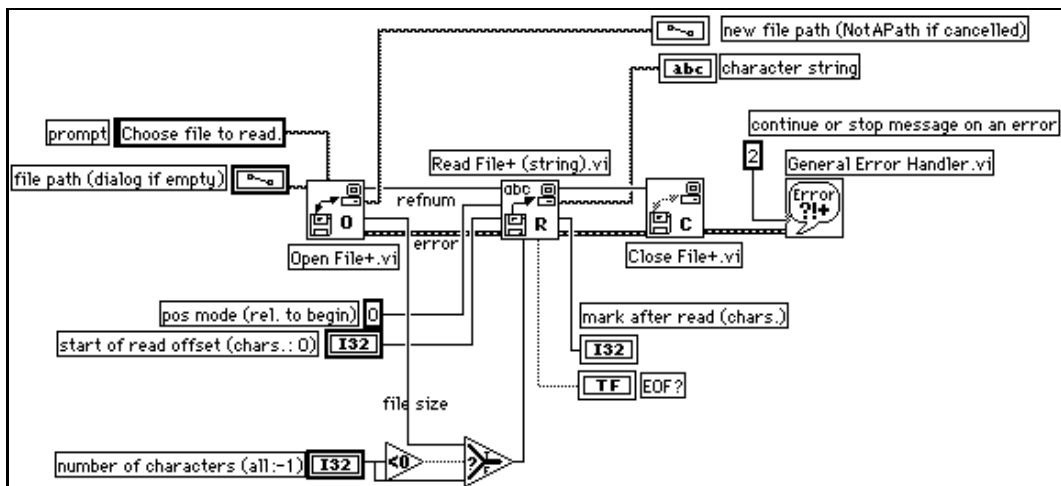 new file path (NotAPath if cancelled)
abc character string
prompt Choose file to read.
continue or stop message on an error
2
Read File+ (string).vi
General Error Handler.vi
file path (dialog if empty)
abc
Error
?!+
refnum
O
R
C
error
Open File+.vi
Close File+.vi
pos mode (rel. to begin) 0
mark after read (chars.)
start of read offset (chars.: 0) I32
I32
TF EOF?
file size
number of characters (all:-1) I32 <0 ? T F